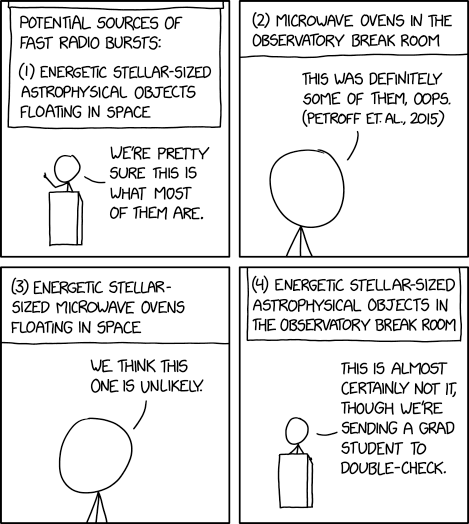 POTENTIAL SOURCES OF
FAST RADIO BURSTS:
(1) ENERGETIC STELLAR-SIZED
ASTROPHYSICAL OBJECTS
FLOATING IN SPACE
WE'RE PRETTY
SURE THIS IS
WHAT MOST
OF THEM ARE.
(2) MICROWAVE OVENS IN THE
OBSERVATORY BREAK ROOM
THIS WAS DEFINITELY
SOME OF THEM, OOPS.
(PETROFF ET. AL., 2015)
(3) ENERGETIC STELLAR-
SIZED MICROWAVE OVENS
FLOATING IN SPACE
WE THINK THIS
ONE IS UNLIKELY.
(4) ENERGETIC STELLAR-SIZED
ASTROPHYSICAL OBJECTS IN
THE OBSERVATORY BREAK ROOM
THIS IS ALMOST
CERTAINLY NOT IT,
THOUGH WE'RE
SENDING A GRAD
STUDENT TO
DOUBLE-CHECK.